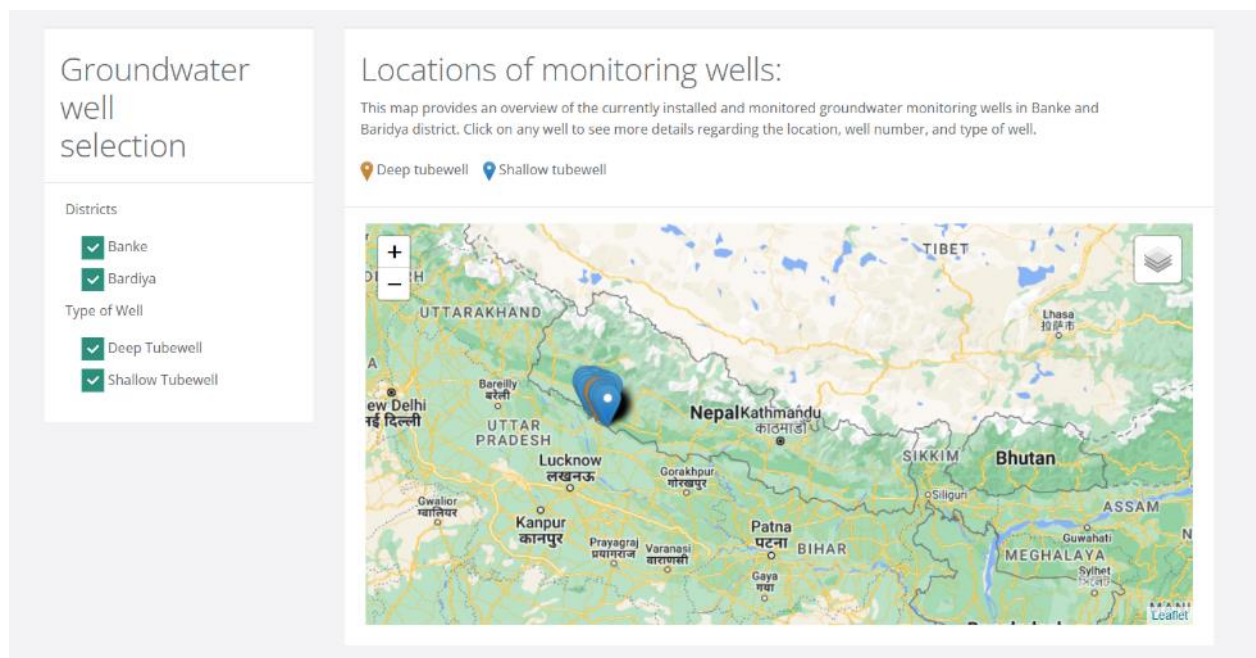 Groundwater
well
selection
Districts
Banke
Bardiya
Type of Well
Deep Tubewell
Shallow Tubewell
Locations of monitoring wells:
This map provides an overview of the currently installed and monitored groundwater monitoring wells in Banke and
Baridya district. Click on any well to see more details regarding the location, well number, and type of well.
Deep tubewell Shallow tubewell
+
−
TIBET
UTTARAKHAND
Lhasa
拉萨市
Bareilly
बरेली
ew Delhi
नई दिल्ली
Nepal
Kathmandu
काठमाडौं
UTTAR
PRADESH
Lucknow
लखनऊ
Gorakhpur
गोरखपुर
SIKKIM
Bhutan
Siliguri
ASSAM
Gwalior
ग्वालियर
Kanpur
कानपुर
Prayagraj
प्रयागराज
Varanasi
वाराणसी
Patna
पटना
BIHAR
Guwahati
MEGHALAYA
Gaya
गया
Sylhet
Leaflet